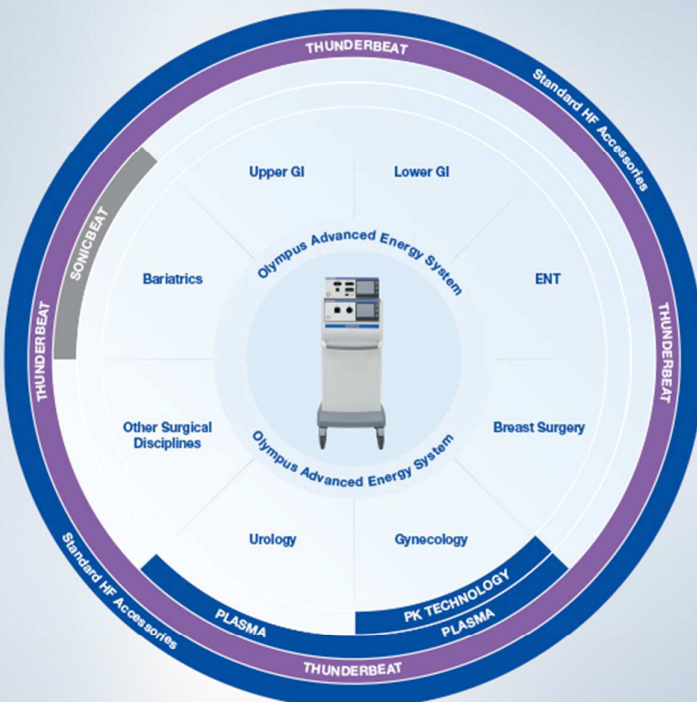 THUNDERBEAT
Standard HF Accessories
Upper GI
Lower GI
SONICBEAT
Olympus Advanced Energy System
Bariatrics
ENT
THUNDERBEAT
THUNDERBEAT
Other Surgical
Disciplines
Breast Surgery
Olympus Advanced Energy System
Urology
Gynecology
Standard HF Accessories
PK TECHNOLOGY
PLASMA
PLASMA
THUNDERBEAT